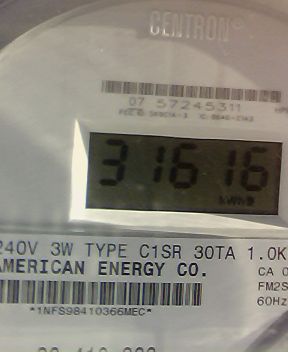 CENTRON®
07 57245311
31616
kWh
240V 3W TYPE C1SR 30TA 1.0K
AMERICAN ENERGY CO.
CA 0
FM2S
60Hz
*1NFS98410366MEC*